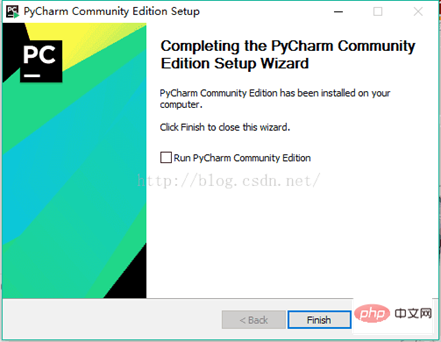 PyCharm Community Edition Setup
PC
Completing the PyCharm Community
Edition Setup Wizard
PyCharm Community Edition has been installed on your
computer.
Click Finish to close this wizard.
Run PyCharm Community Edition
http://blog.csdn.net/
< Back
Finish
php 中文网